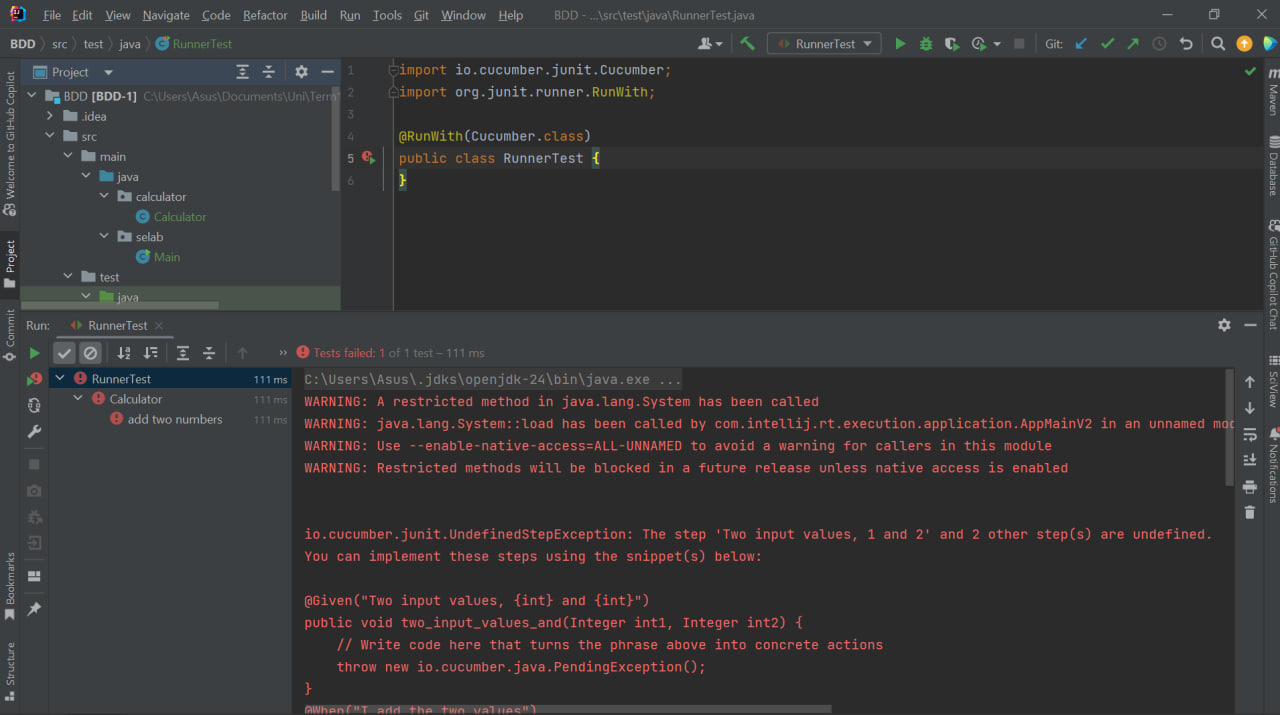 File Edit View Navigate Code Refactor Build Run Tools Git Window Help BDD - ...\src\test\java\RunnerTest.java
BDD src test java RunnerTest RunnerTest Git:
Project
BDD [BDD-1] C:\Users\Asus\Documents\Uni\Term
.idea
src
main
java
calculator
Calculator
selab
Main
test
java
1 import io.cucumber.junit.Cucumber;
2 import org.junit.runner.RunWith;
3
4 @RunWith(Cucumber.class)
5 public class RunnerTest {
6 }
Welcome to GitHub Copilot
Project
Commit
Bookmarks
Structure
Maven
Database
GitHub Copilot Chat
SciView
Notifications
Run: RunnerTest
Tests failed: 1 of 1 test – 111 ms
RunnerTest 111 ms
Calculator 111 ms
add two numbers 111 ms
C:\Users\Asus\.jdks\openjdk-24\bin\java.exe ...
WARNING: A restricted method in java.lang.System has been called
WARNING: java.lang.System::load has been called by com.intellij.rt.execution.application.AppMainV2 in an unnamed mod
WARNING: Use --enable-native-access=ALL-UNNAMED to avoid a warning for callers in this module
WARNING: Restricted methods will be blocked in a future release unless native access is enabled
io.cucumber.junit.UndefinedStepException: The step 'Two input values, 1 and 2' and 2 other step(s) are undefined.
You can implement these steps using the snippet(s) below:
@Given("Two input values, {int} and {int}")
public void two_input_values_and(Integer int1, Integer int2) {
// Write code here that turns the phrase above into concrete actions
throw new io.cucumber.java.PendingException();
}
@When("I add the two values")